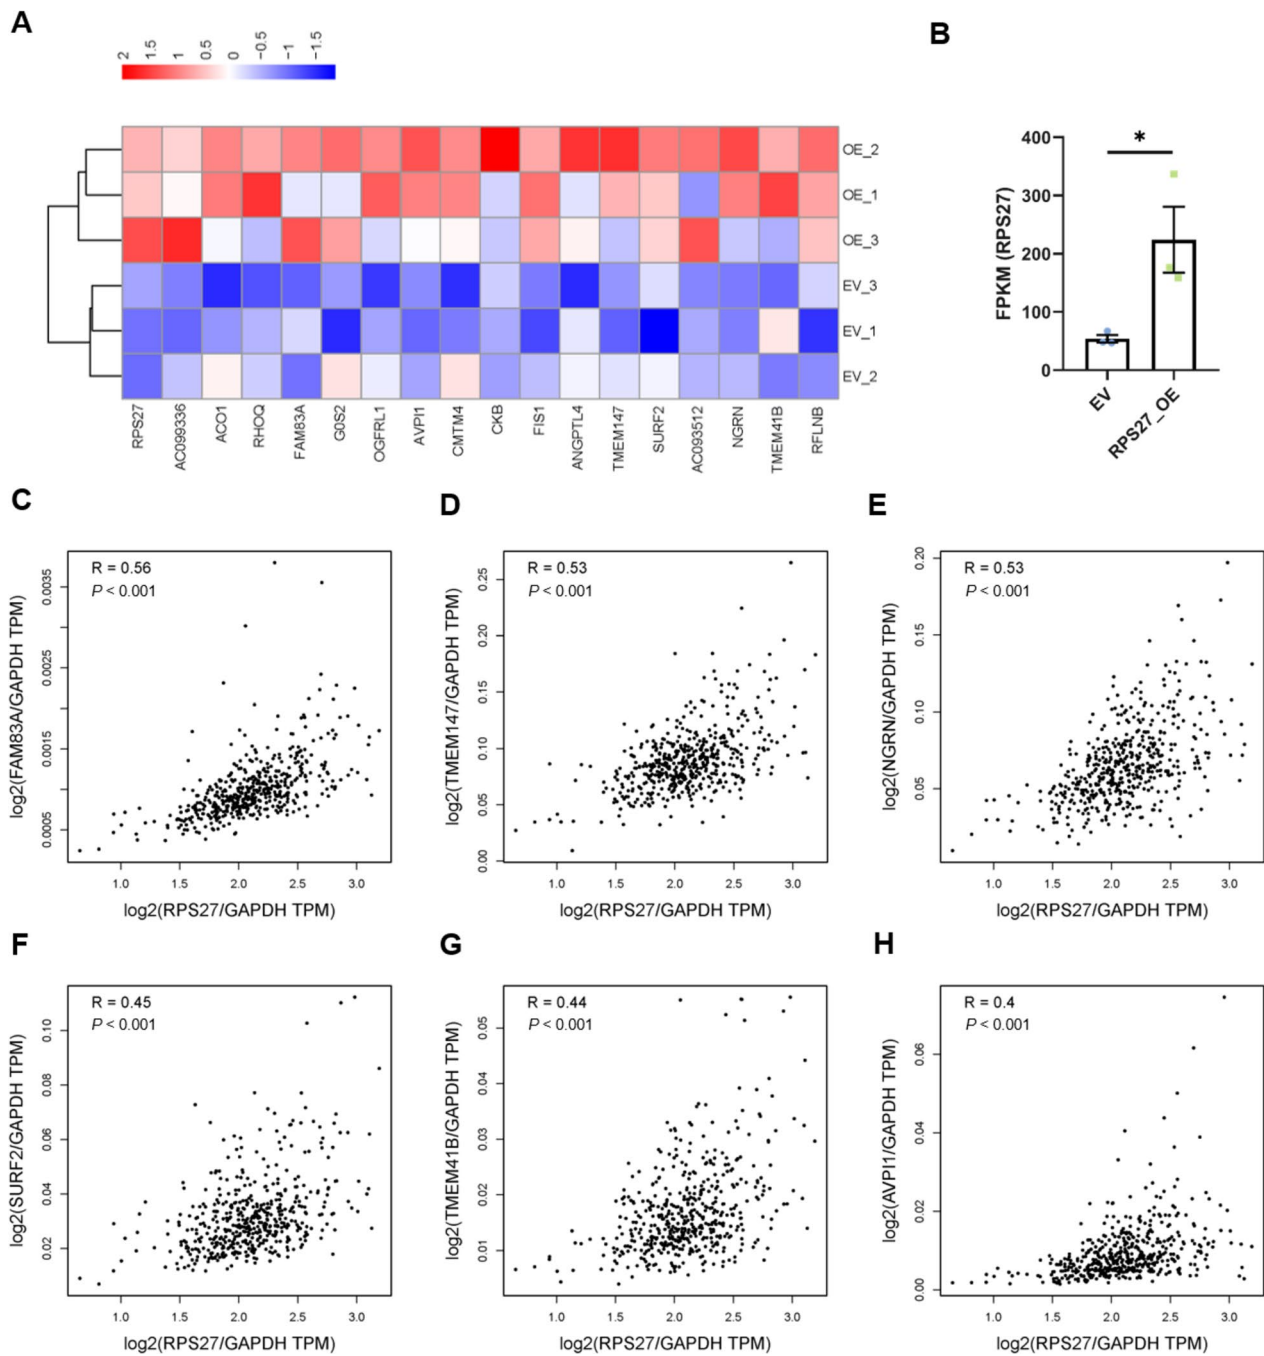 A
B
2
1.5
1
0.5
0
−0.5
−1
−1.5
OE_2
OE_1
OE_3
EV_3
EV_1
EV_2
RPS27
AC099336
ACO1
RHOQ
FAM83A
G0S2
OGFRL1
AVPI1
CMTM4
CKB
FIS1
ANGPTL4
TMEM147
SURF2
AC093512
NGRN
TMEM41B
RFLNB
FPKM (RPS27)
400
300
200
100
0
*
EV
RPS27_OE
C
R = 0.56
P < 0.001
log2(FAM83A/GAPDH TPM)
0.0035
0.0025
0.0015
0.0005
1.0 1.5 2.0 2.5 3.0
log2(RPS27/GAPDH TPM)
D
R = 0.53
P < 0.001
log2(TMEM147/GAPDH TPM)
0.25
0.20
0.15
0.10
0.05
0.00
1.0 1.5 2.0 2.5 3.0
log2(RPS27/GAPDH TPM)
E
R = 0.53
P < 0.001
log2(NGRN/GAPDH TPM)
0.20
0.15
0.10
0.05
1.0 1.5 2.0 2.5 3.0
log2(RPS27/GAPDH TPM)
F
R = 0.45
P < 0.001
log2(SURF2/GAPDH TPM)
0.10
0.08
0.06
0.04
0.02
1.0 1.5 2.0 2.5 3.0
log2(RPS27/GAPDH TPM)
G
R = 0.44
P < 0.001
log2(TMEM41B/GAPDH TPM)
0.05
0.04
0.03
0.02
0.01
1.0 1.5 2.0 2.5 3.0
log2(RPS27/GAPDH TPM)
H
R = 0.4
P < 0.001
log2(AVPI1/GAPDH TPM)
0.06
0.04
0.02
0.00
1.0 1.5 2.0 2.5 3.0
log2(RPS27/GAPDH TPM)